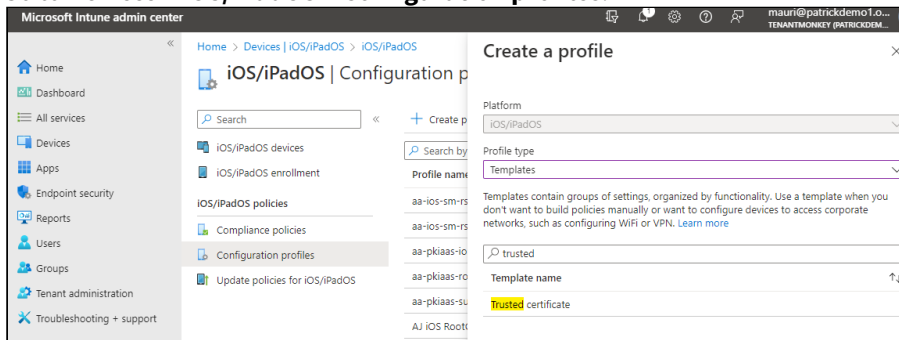 Microsoft Intune admin center
mauri@patrickdemo1.o...
TENANTMONKEY (PATRICKDEM...
Home
Dashboard
All services
Devices
Apps
Endpoint security
Reports
Users
Groups
Tenant administration
Troubleshooting + support
Home > Devices | iOS/iPadOS > iOS/iPadOS
iOS/iPadOS | Configuration p
Search
iOS/iPadOS devices
iOS/iPadOS enrollment
iOS/iPadOS policies
Compliance policies
Configuration profiles
Update policies for iOS/iPadOS
Create p
Search by
Profile name
aa-ios-sm-rs
aa-ios-sm-rs
aa-pkiaas-io
aa-pkiaas-ro
aa-pkiaas-su
AJ iOS Root
Create a profile
Platform
iOS/iPadOS
Profile type
Templates
Templates contain groups of settings, organized by functionality. Use a template when you
don't want to build policies manually or want to configure devices to access corporate
networks, such as configuring WiFi or VPN. Learn more
trusted
Template name
Trusted certificate